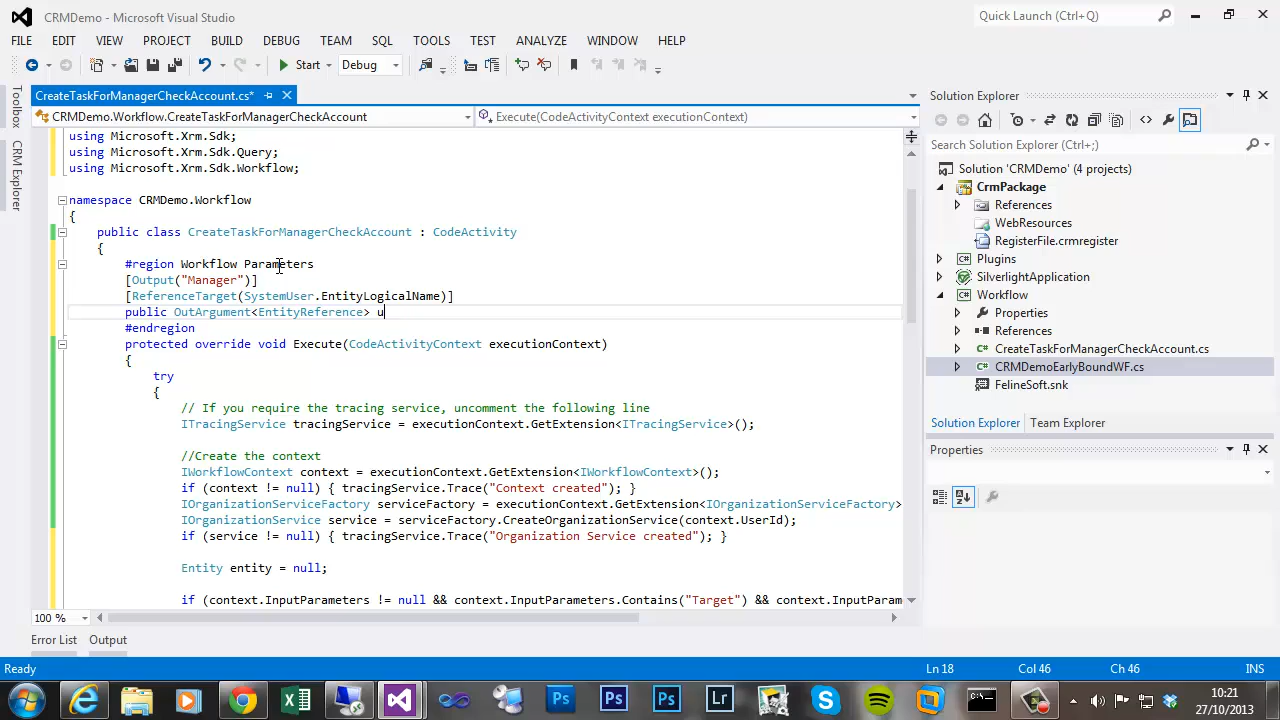 CRMDemo - Microsoft Visual Studio
Quick Launch (Ctrl+Q)
FILE EDIT VIEW PROJECT BUILD DEBUG TEAM SQL TOOLS TEST ANALYZE WINDOW HELP
Start Debug
Toolbox
CRM Explorer
CreateTaskForManagerCheckAccount.cs*
CRMDemo.Workflow.CreateTaskForManagerCheckAccount
Execute(CodeActivityContext executionContext)
using Microsoft.Xrm.Sdk;
using Microsoft.Xrm.Sdk.Query;
using Microsoft.Xrm.Sdk.Workflow;
namespace CRMDemo.Workflow
{
public class CreateTaskForManagerCheckAccount : CodeActivity
{
#region Workflow Parameters
[Output("Manager")]
[ReferenceTarget(SystemUser.EntityLogicalName)]
public OutArgument<EntityReference> u
#endregion
protected override void Execute(CodeActivityContext executionContext)
{
try
{
// If you require the tracing service, uncomment the following line
ITracingService tracingService = executionContext.GetExtension<ITracingService>();
//Create the context
IWorkflowContext context = executionContext.GetExtension<IWorkflowContext>();
if (context != null) { tracingService.Trace("Context created"); }
IOrganizationServiceFactory serviceFactory = executionContext.GetExtension<IOrganizationServiceFactory>
IOrganizationService service = serviceFactory.CreateOrganizationService(context.UserId);
if (service != null) { tracingService.Trace("Organization Service created"); }
Entity entity = null;
if (context.InputParameters != null && context.InputParameters.Contains("Target") && context.InputParam
100 %
Solution Explorer
Search Solution Explorer (Ctrl+;)
Solution 'CRMDemo' (4 projects)
CrmPackage
References
WebResources
RegisterFile.crmregister
Plugins
SilverlightApplication
Workflow
Properties
References
CreateTaskForManagerCheckAccount.cs
CRMDemoEarlyBoundWF.cs
FelineSoft.snk
Solution Explorer Team Explorer
Properties
Error List Output
Ready Ln 18 Col 46 Ch 46 INS
Ps Ps Ps Lr
10:21
27/10/2013